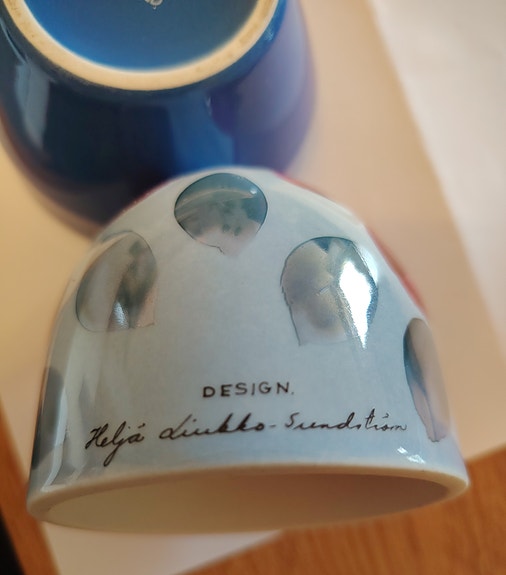 DESIGN.
Heljä Liukko-Sundström